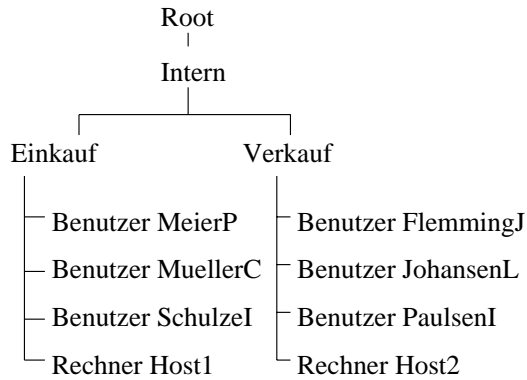 Root
Intern
Einkauf
Verkauf
Benutzer MeierP
Benutzer FlemmingJ
Benutzer MuellerC
Benutzer JohansenL
Benutzer SchulzeI
Benutzer PaulsenI
Rechner Host1
Rechner Host2